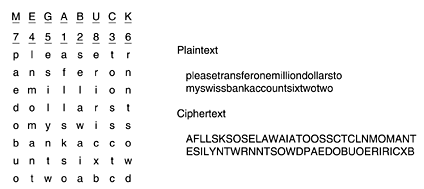 M E G A B U C K
7 4 5 1 2 8 3 6
p l e a s e t r
a n s f e r o n
e m i l l i o n
d o l l a r s t
o m y s w i s s
b a n k a c c o
u n t s i x t w
o t w o a b c d
Plaintext
pleasetransferonemilliondollarsto
myswissbankaccountsixtwotwo
Ciphertext
AFLLSKSOSELAWAIATOOSSCTCLNMOMANT
ESILYNTWRNNTSOWDPAEDOBUOERIRICXB